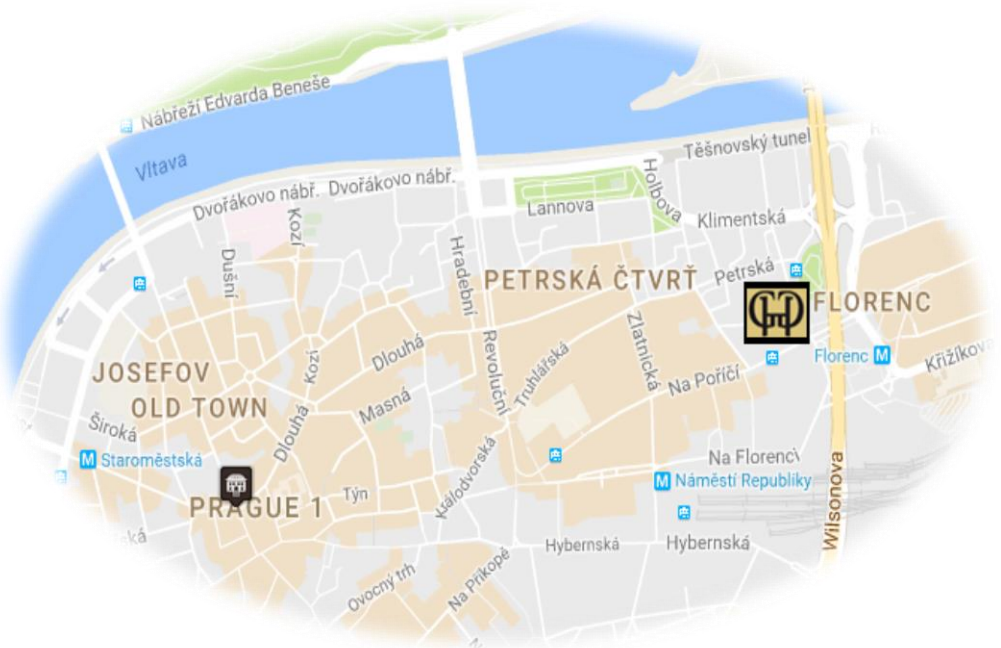 Nábřeží Edvarda Beneše
Vltava
Těšnovský tunel
Dvořákovo nábř.
Dvořákovo nábř.
Holbova
Lannova
Klimentská
Kozí
Dušní
Hradební
PETRSKÁ ČTVRŤ
Petrská
FLORENC
Zlatnická
Revoluční
Truhlářská
Dlouhá
Kozí
Florenc M
Křižíkova
JOSEFOV
Na Poříčí
OLD TOWN
Masná
Široká
Dlouhá
M Staroměstská
Královodvorská
Na Florenci
M Náměstí Republiky
Týn
PRAGUE 1
Wilsonova
ská
Hybernská
Hybernská
Ovocný trh
Na Příkopě